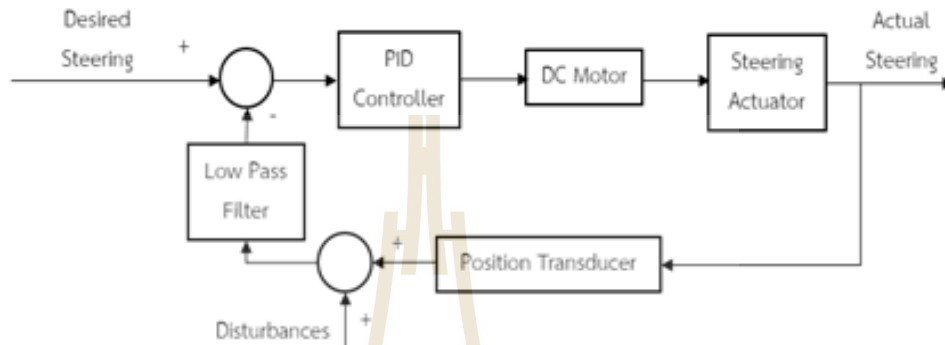 Desired
Steering
+
-
PID
Controller
DC Motor
Steering
Actuator
Actual
Steering
Low Pass
Filter
+
Position Transducer
Disturbances
+